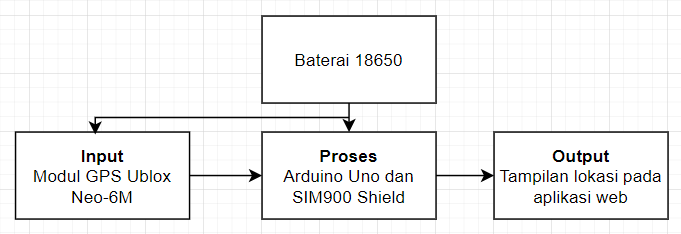 Baterai 18650
Input
Modul GPS Ublox
Neo-6M
Proses
Arduino Uno dan
SIM900 Shield
Output
Tampilan lokasi pada
aplikasi web